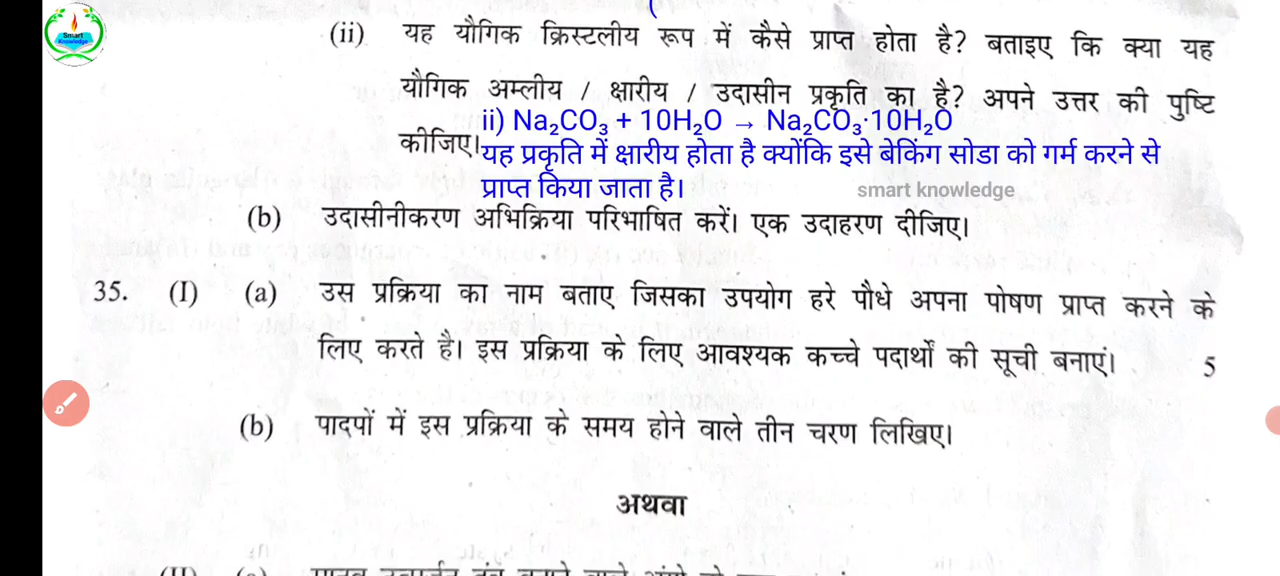 Smart
Knowledge
(ii) यह यौगिक क्रिस्टलीय रूप में कैसे प्राप्त होता है? बताइए कि क्या यह
यौगिक अम्लीय / क्षारीय / उदासीन प्रकृति का है? अपने उत्तर की पुष्टि
कीजिए।
ii) Na₂CO₃ + 10H₂O → Na₂CO₃·10H₂O
यह प्रकृति में क्षारीय होता है क्योंकि इसे बेकिंग सोडा को गर्म करने से
प्राप्त किया जाता है।
smart knowledge
(b) उदासीनीकरण अभिक्रिया परिभाषित करें। एक उदाहरण दीजिए।
35. (I) (a) उस प्रक्रिया का नाम बताए जिसका उपयोग हरे पौधे अपना पोषण प्राप्त करने के
लिए करते है। इस प्रक्रिया के लिए आवश्यक कच्चे पदार्थों की सूची बनाएं। 5
(b) पादपों में इस प्रक्रिया के समय होने वाले तीन चरण लिखिए।
अथवा